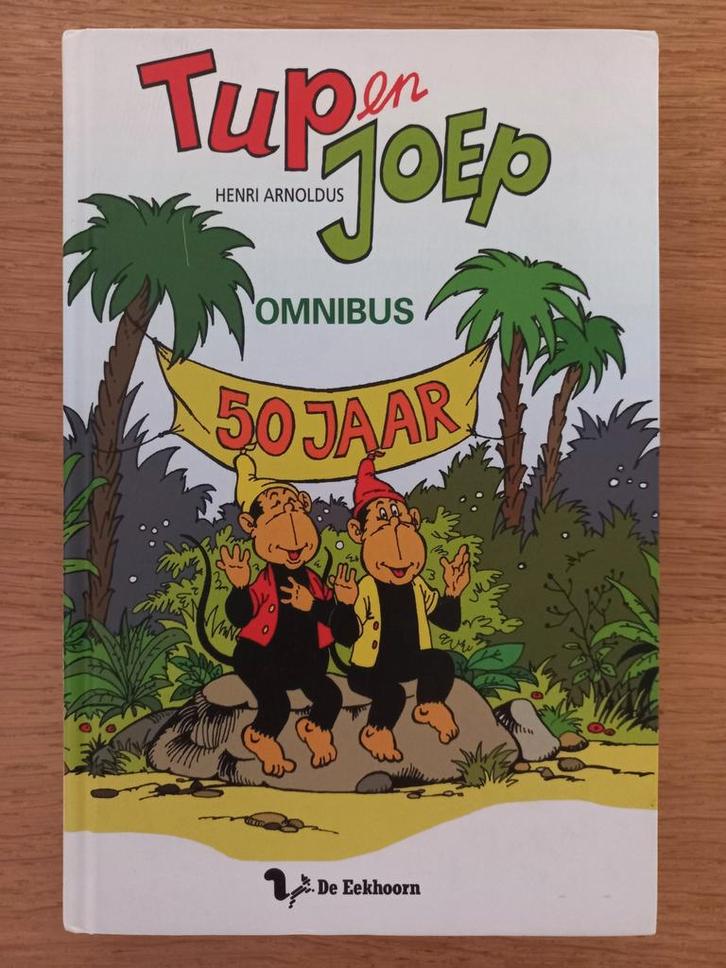 Tup en
JOEP
HENRI ARNOLDUS
OMNIBUS
50 JAAR
De Eekhoorn